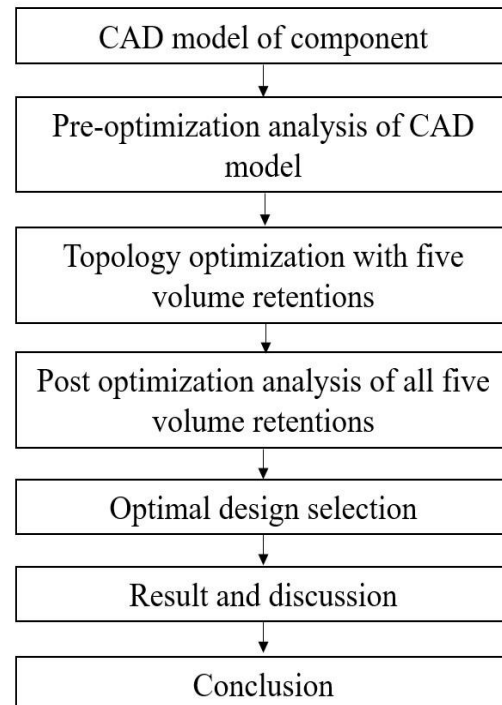 CAD model of component
Pre-optimization analysis of CAD
model
Topology optimization with five
volume retentions
Post optimization analysis of all five
volume retentions
Optimal design selection
Result and discussion
Conclusion